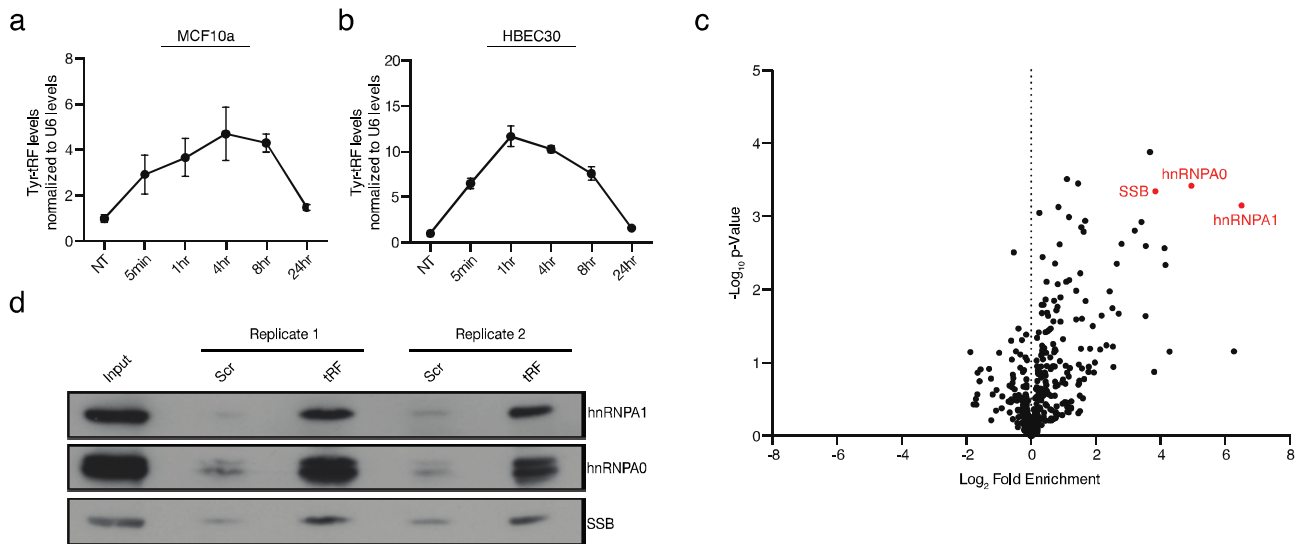 a
MCF10a
Tyr-tRF levels
normalized to U6 levels
8
6
4
2
0
NT
5min
1hr
4hr
8hr
24hr
b
HBEC30
Tyr-tRF levels
normalized to U6 levels
20
15
10
5
0
NT
5min
1hr
4hr
8hr
24hr
c
-Log10 p-Value
5
4
3
2
1
0
SSB
hnRNPA0
hnRNPA1
-8
-6
-4
-2
0
2
4
6
8
Log2 Fold Enrichment
d
Replicate 1
Replicate 2
Input
Scr
tRF
Scr
tRF
hnRNPA1
hnRNPA0
SSB